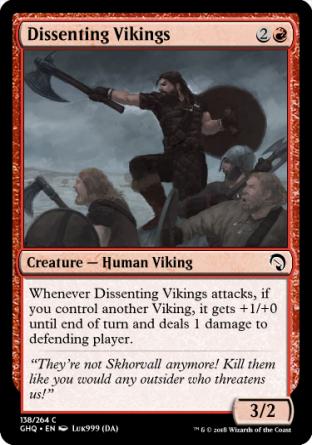 Dissenting Vikings 2
Creature — Human Viking
Whenever Dissenting Vikings attacks, if
you control another Viking, it gets +1/+0
until end of turn and deals 1 damage to
defending player.
“They're not Skhorvall anymore! Kill them
like you would any outsider who threatens
us!”
3/2
138/264 C
GHQ • EN LUK999 (DA)
™ & © 2018 Wizards of the Coast